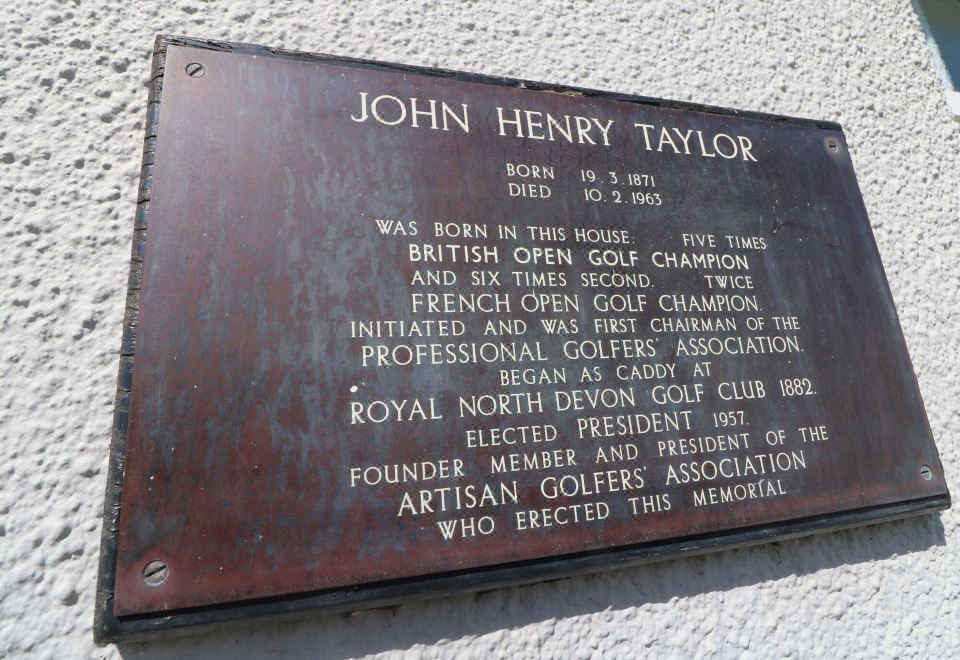 JOHN HENRY TAYLOR
BORN 19.3.1871
DIED 10.2.1963
WAS BORN IN THIS HOUSE. FIVE TIMES
BRITISH OPEN GOLF CHAMPION
AND SIX TIMES SECOND. TWICE
FRENCH OPEN GOLF CHAMPION.
INITIATED AND WAS FIRST CHAIRMAN OF THE
PROFESSIONAL GOLFERS' ASSOCIATION.
BEGAN AS CADDY AT
ROYAL NORTH DEVON GOLF CLUB 1882.
ELECTED PRESIDENT 1957.
FOUNDER MEMBER AND PRESIDENT OF THE
ARTISAN GOLFERS' ASSOCIATION
WHO ERECTED THIS MEMORIAL